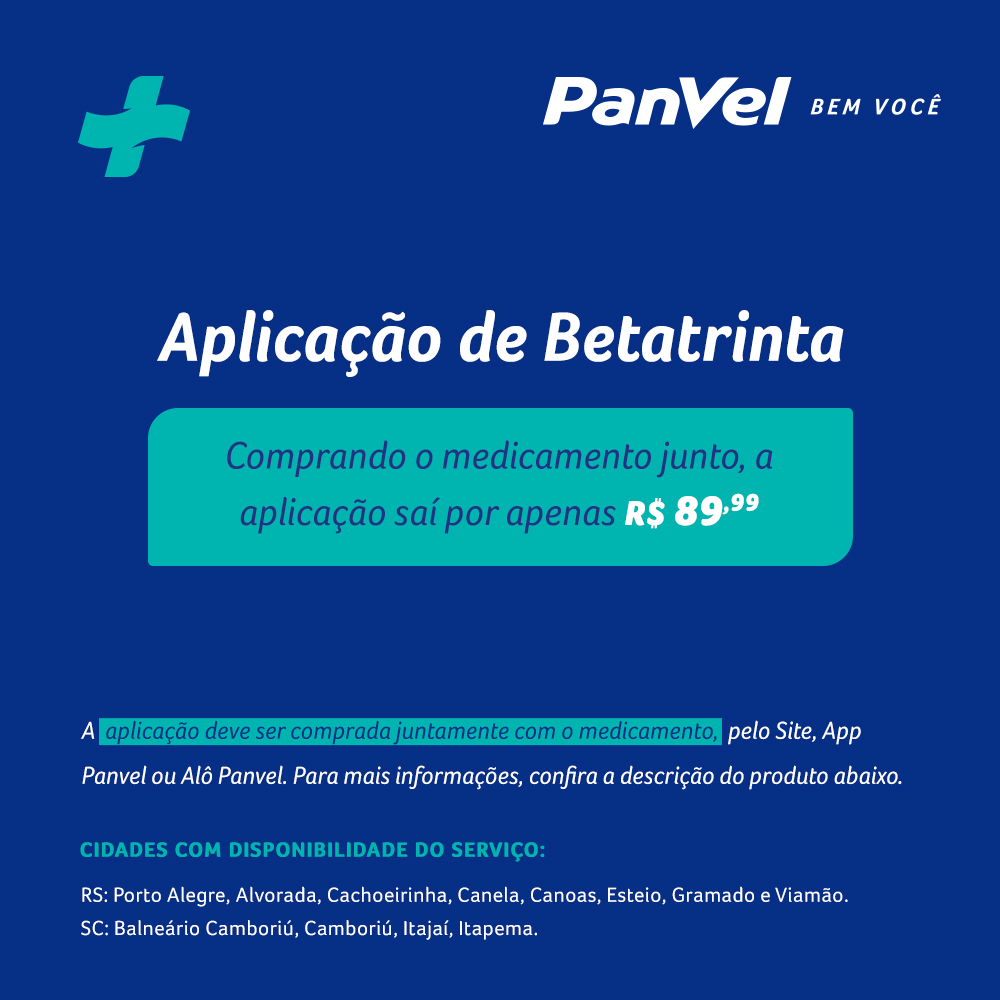 PanVel BEM VOCÊ
Aplicação de Betatrinta
Comprando o medicamento junto, a
aplicação saí por apenas R$ 89,99
A aplicação deve ser comprada juntamente com o medicamento, pelo Site, App
Panvel ou Alô Panvel. Para mais informações, confira a descrição do produto abaixo.
CIDADES COM DISPONIBILIDADE DO SERVIÇO:
RS: Porto Alegre, Alvorada, Cachoeirinha, Canela, Canoas, Esteio, Gramado e Viamão.
SC: Balneário Camboriú, Camboriú, Itajaí, Itapema.